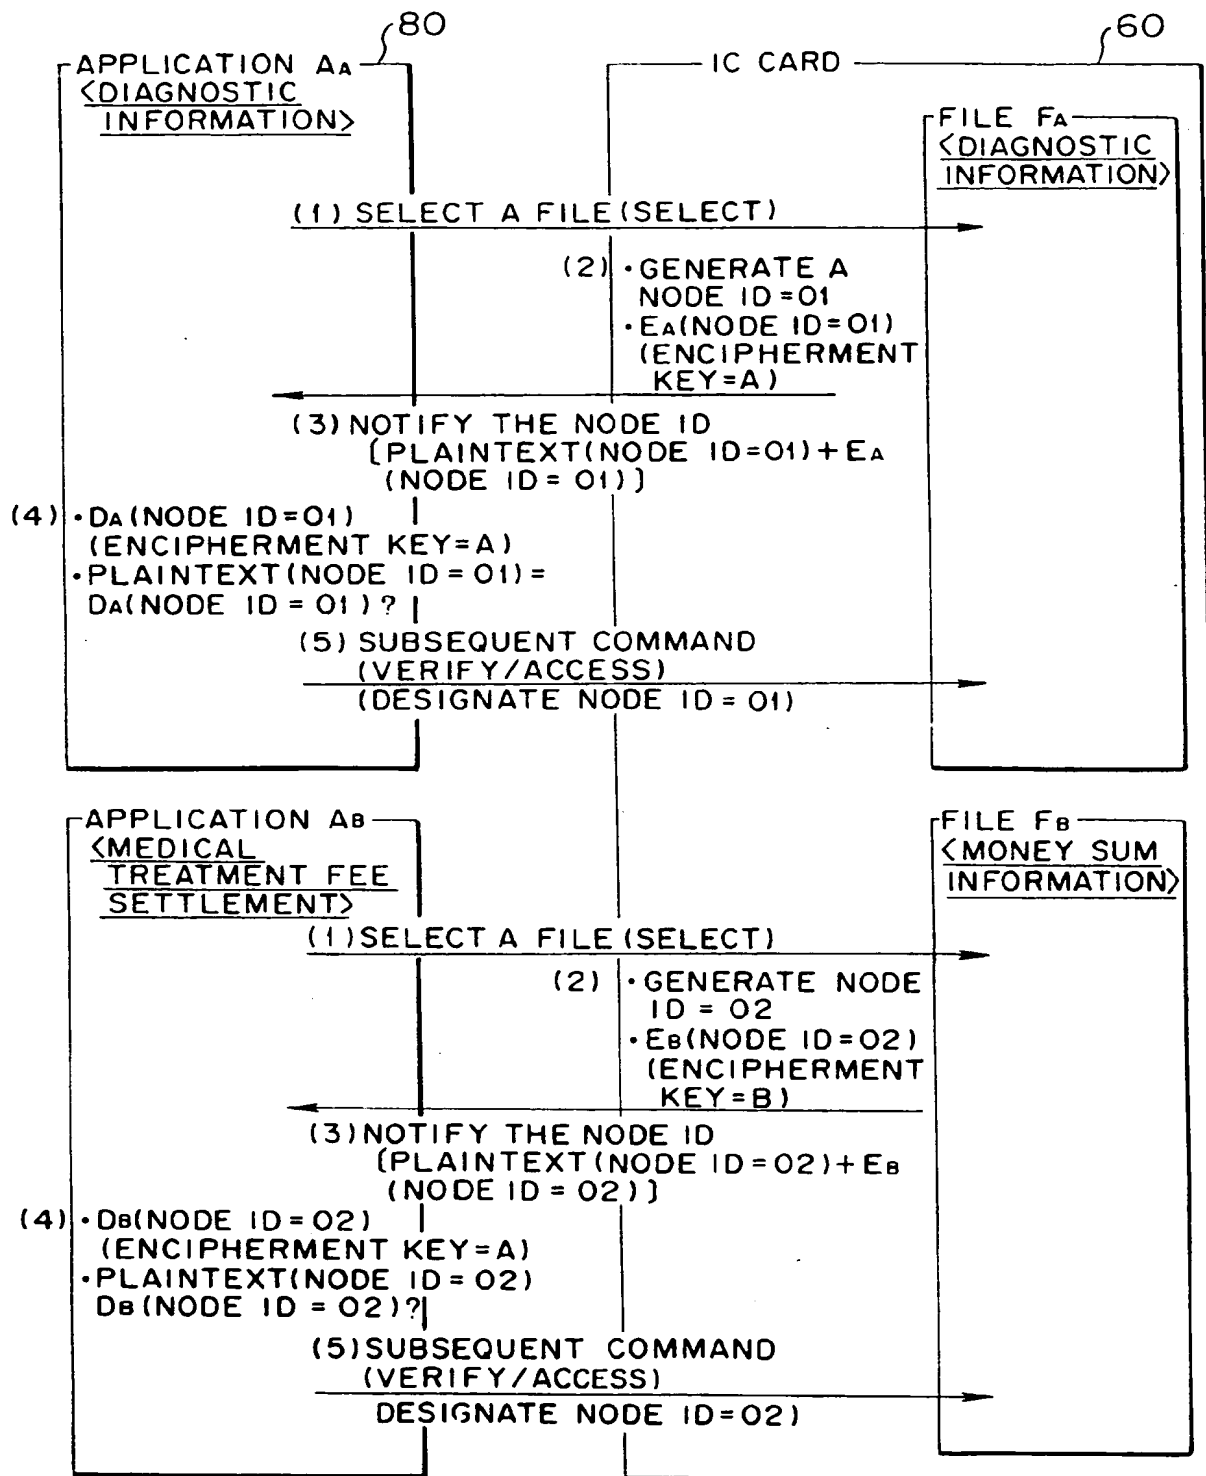 80
60
APPLICATION AA
<DIAGNOSTIC
INFORMATION>
IC CARD
FILE FA
<DIAGNOSTIC
INFORMATION>
(1) SELECT A FILE (SELECT)
(2) ・GENERATE A
NODE ID=01
・EA(NODE ID=01)
(ENCIPHERMENT
KEY=A)
(3) NOTIFY THE NODE ID
[PLAINTEXT(NODE ID=01)+EA
(NODE ID=01)]
(4) ・DA(NODE ID=01)
(ENCIPHERMENT KEY=A)
・PLAINTEXT(NODE ID=01)=
DA(NODE ID=01)?
(5) SUBSEQUENT COMMAND
(VERIFY/ACCESS)
(DESIGNATE NODE ID=01)
APPLICATION AB
<MEDICAL
TREATMENT FEE
SETTLEMENT>
FILE FB
<MONEY SUM
INFORMATION>
(1) SELECT A FILE (SELECT)
(2) ・GENERATE NODE
ID=02
・EB(NODE ID=02)
(ENCIPHERMENT
KEY=B)
(3) NOTIFY THE NODE ID
[PLAINTEXT(NODE ID=02)+EB
(NODE ID=02)]
(4) ・DB(NODE ID=02)
(ENCIPHERMENT KEY=A)
・PLAINTEXT(NODE ID=02)
DB(NODE ID=02)?
(5) SUBSEQUENT COMMAND
(VERIFY/ACCESS)
DESIGNATE NODE ID=02)